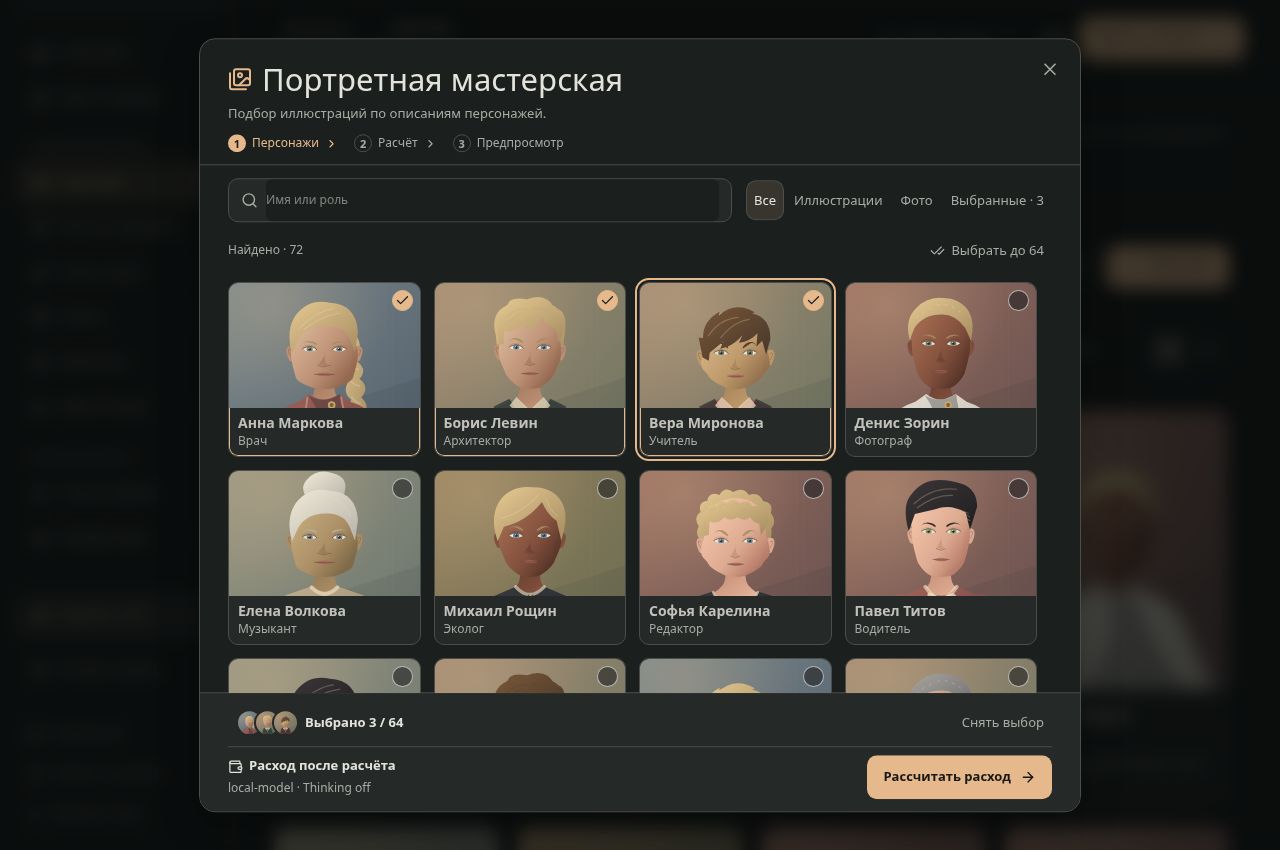 Портретная мастерская
Подбор иллюстраций по описаниям персонажей.
1 Персонажи
2 Расчёт
3 Предпросмотр
Имя или роль
Все
Иллюстрации
Фото
Выбранные · 3
Найдено · 72
Выбрать до 64
Анна Маркова
Врач
Борис Левин
Архитектор
Вера Миронова
Учитель
Денис Зорин
Фотограф
Елена Волкова
Музыкант
Михаил Рощин
Эколог
Софья Карелина
Редактор
Павел Титов
Водитель
Выбрано 3 / 64
Снять выбор
Расход после расчёта
local-model · Thinking off
Рассчитать расход